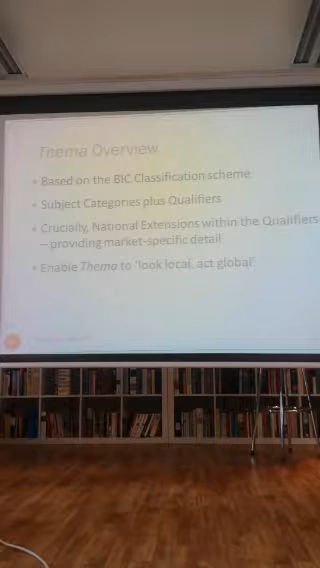 Thema Overview
• Based on the BIC Classification scheme
• Subject Categories plus Qualifiers
• Crucially, National Extensions within the Qualifiers
– providing market-specific detail
• Enable Thema to 'look local, act global'